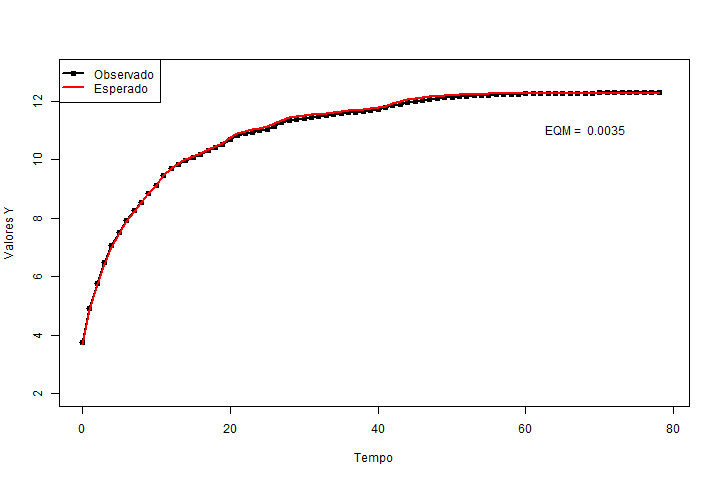 Observado
Esperado
EQM = 0.0035
Valores Y
12
10
8
6
4
2
0
20
40
60
80
Tempo